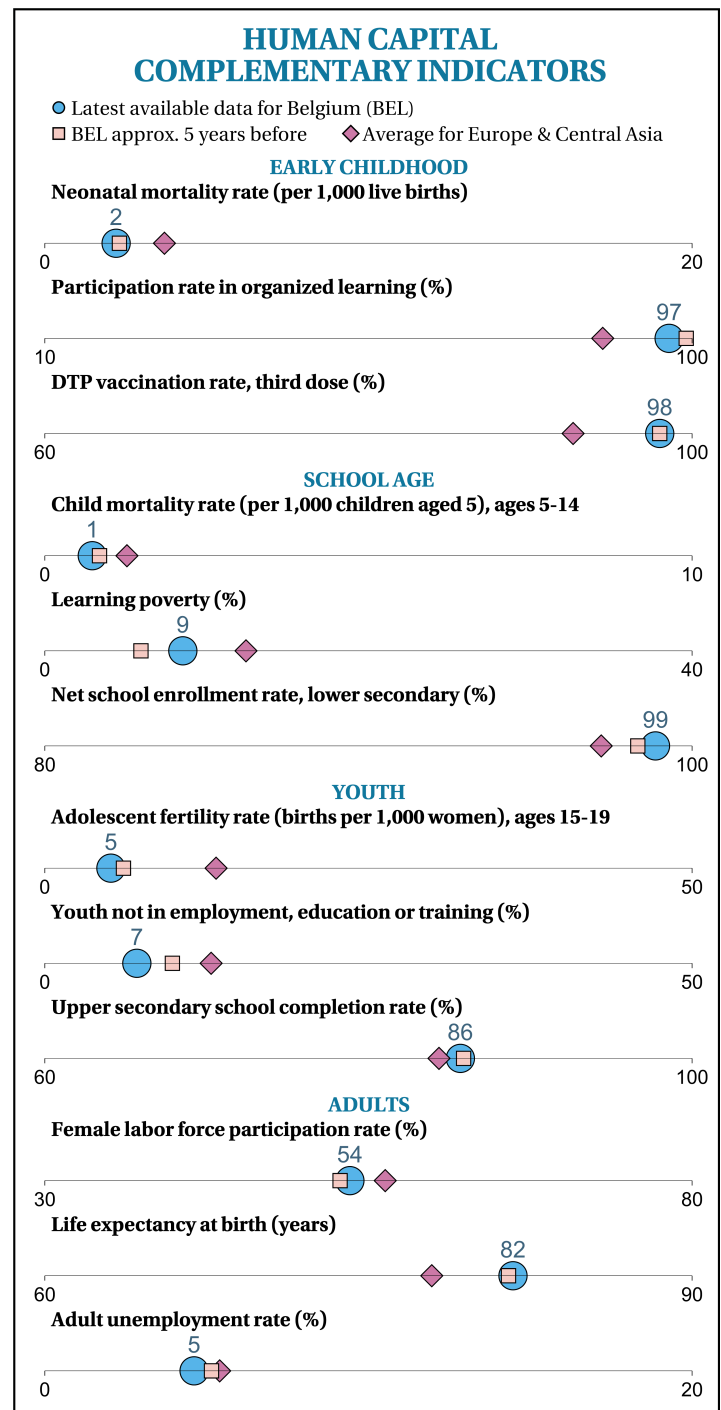 HUMAN CAPITAL
COMPLEMENTARY INDICATORS
Latest available data for Belgium (BEL)
BEL approx. 5 years before Average for Europe & Central Asia
EARLY CHILDHOOD
Neonatal mortality rate (per 1,000 live births)
2
0 20
Participation rate in organized learning (%)
97
10 100
DTP vaccination rate, third dose (%)
98
60 100
SCHOOL AGE
Child mortality rate (per 1,000 children aged 5), ages 5-14
1
0 10
Learning poverty (%)
9
0 40
Net school enrollment rate, lower secondary (%)
99
80 100
YOUTH
Adolescent fertility rate (births per 1,000 women), ages 15-19
5
0 50
Youth not in employment, education or training (%)
7
0 50
Upper secondary school completion rate (%)
86
60 100
ADULTS
Female labor force participation rate (%)
54
30 80
Life expectancy at birth (years)
82
60 90
Adult unemployment rate (%)
5
0 20